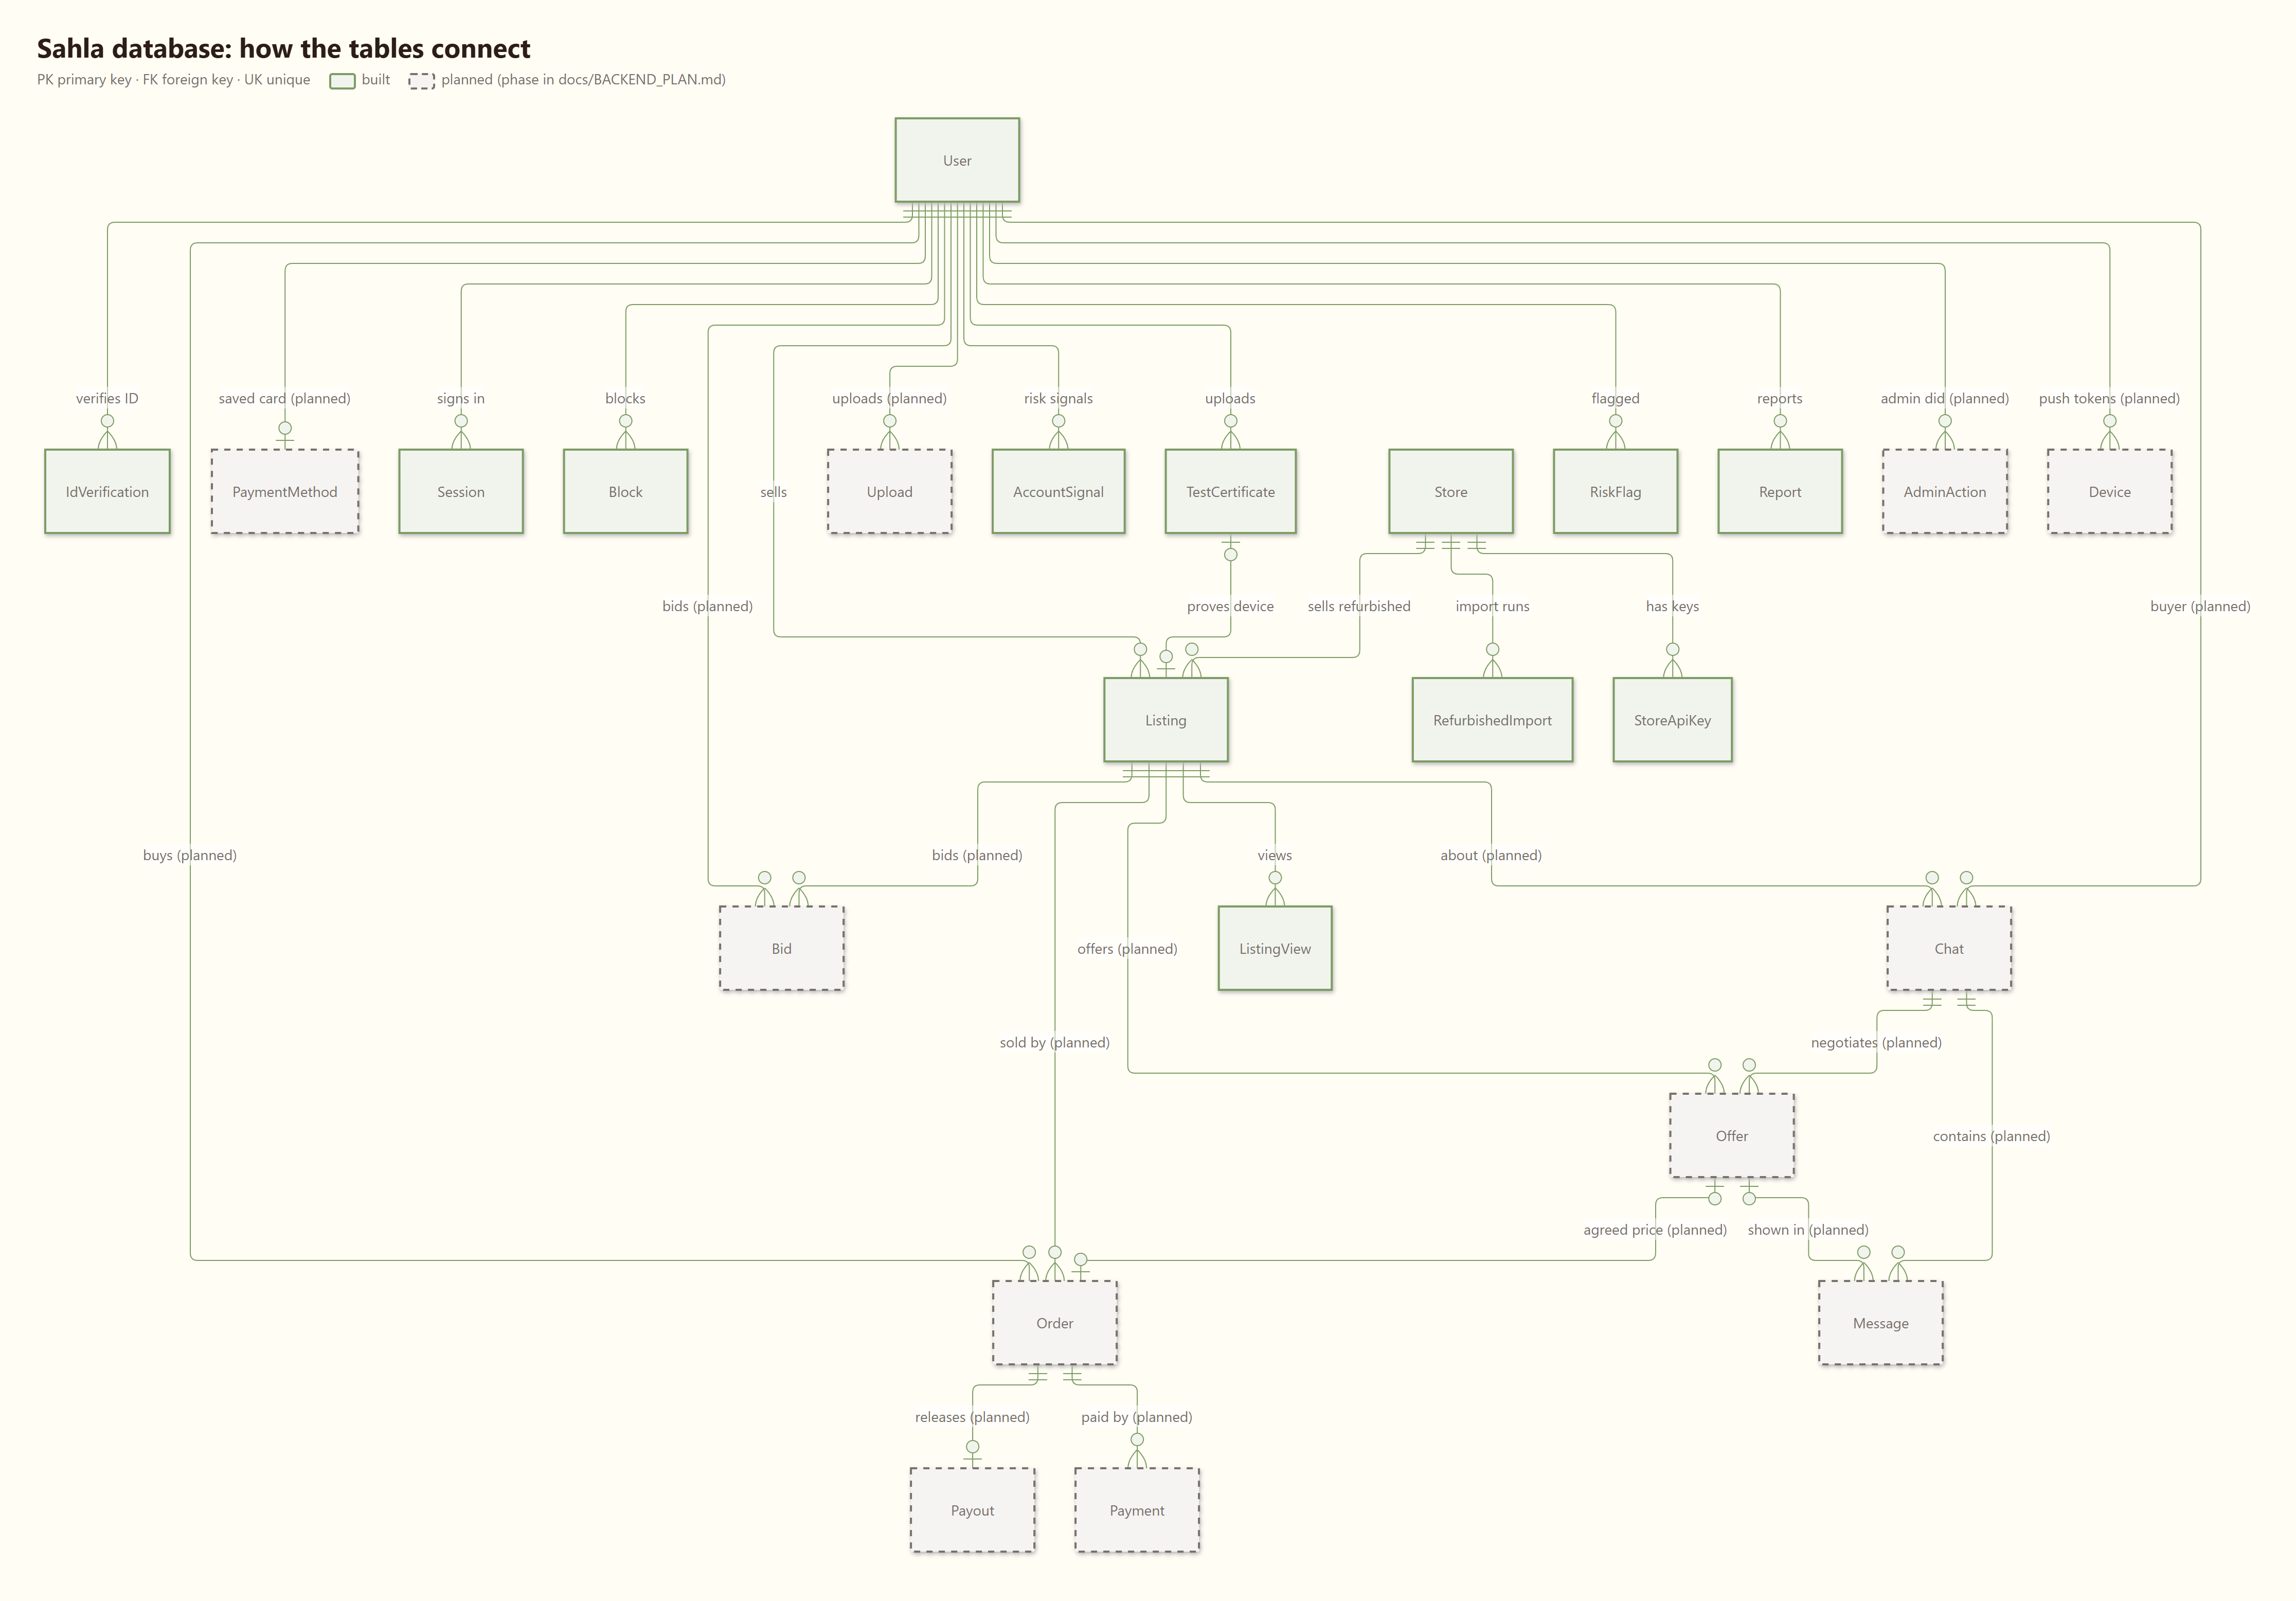 Sahla database: how the tables connect
PK primary key · FK foreign key · UK unique built planned (phase in docs/BACKEND_PLAN.md)
User
verifies ID
saved card (planned)
signs in
blocks
uploads (planned)
risk signals
uploads
flagged
reports
admin did (planned)
push tokens (planned)
IdVerification
PaymentMethod
Session
Block
sells
Upload
AccountSignal
TestCertificate
Store
RiskFlag
Report
AdminAction
Device
bids (planned)
proves device
sells refurbished
import runs
has keys
buyer (planned)
Listing
RefurbishedImport
StoreApiKey
buys (planned)
bids (planned)
views
about (planned)
Bid
offers (planned)
ListingView
Chat
sold by (planned)
negotiates (planned)
Offer
contains (planned)
agreed price (planned)
shown in (planned)
Order
Message
releases (planned)
paid by (planned)
Payout
Payment